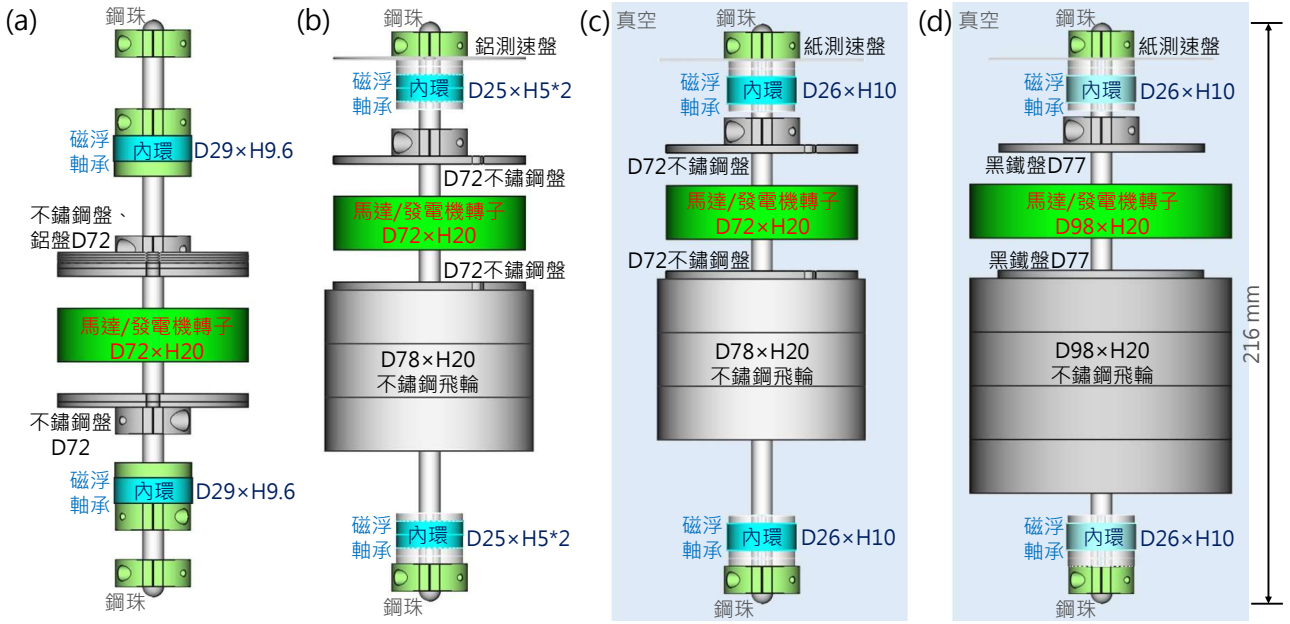 (a)
鋼珠
磁浮
軸承
內環
D29×H9.6
不鏽鋼盤、
鋁盤D72
馬達/發電機轉子
D72×H20
不鏽鋼盤
D72
磁浮
軸承
內環
D29×H9.6
鋼珠
(b)
鋼珠
鋁測速盤
磁浮
軸承
內環
D25×H5*2
D72不鏽鋼盤
馬達/發電機轉子
D72×H20
D72不鏽鋼盤
D78×H20
不鏽鋼飛輪
磁浮
軸承
內環
D25×H5*2
鋼珠
(c)
真空
鋼珠
紙測速盤
磁浮
軸承
內環
D26×H10
D72不鏽鋼盤
馬達/發電機轉子
D72×H20
D72不鏽鋼盤
D78×H20
不鏽鋼飛輪
磁浮
軸承
內環
D26×H10
鋼珠
(d)
真空
鋼珠
紙測速盤
磁浮
軸承
內環
D26×H10
黑鐵盤D77
馬達/發電機轉子
D98×H20
黑鐵盤D77
D98×H20
不鏽鋼飛輪
磁浮
軸承
內環
D26×H10
鋼珠
216 mm